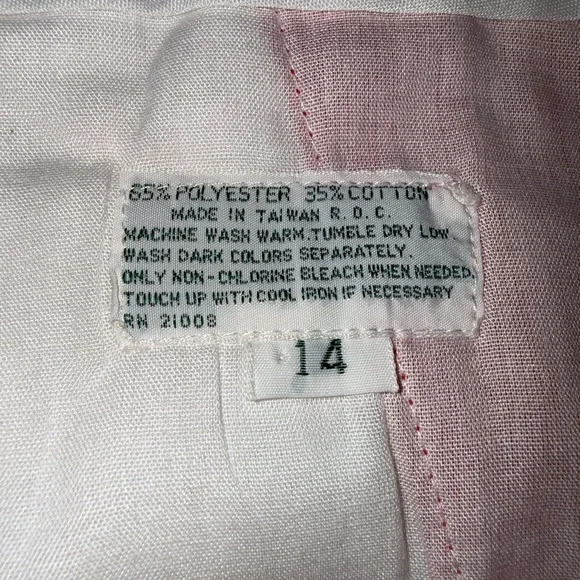 65% POLYESTER 35% COTTON
MADE IN TAIWAN R.O.C.
MACHINE WASH WARM.TUMBLE DRY LOW
WASH DARK COLORS SEPARATELY.
ONLY NON-CHLORINE BLEACH WHEN NEEDED.
TOUCH UP WITH COOL IRON IF NECESSARY
RN 21008
14